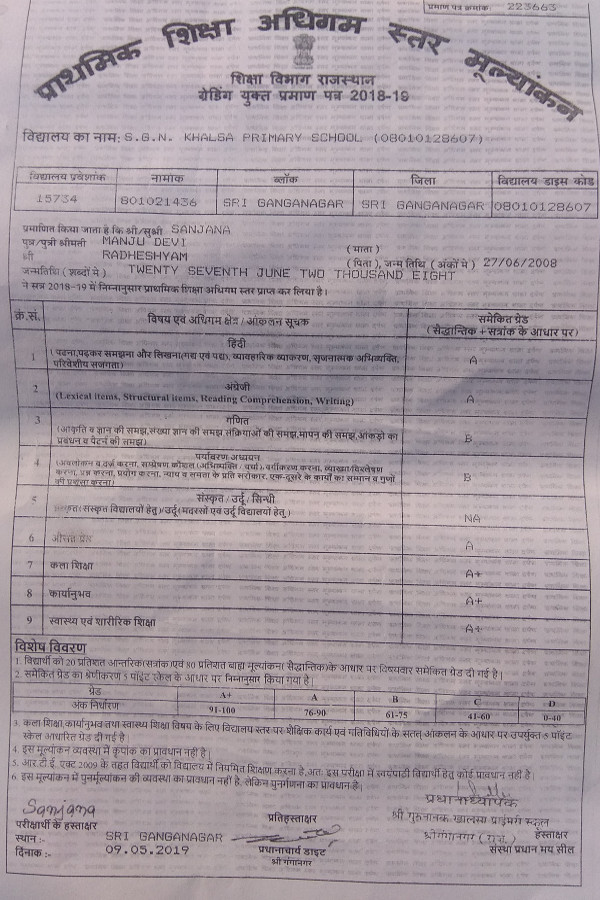 प्रमाण पत्र क्रमांक 223663
प्राथमिक शिक्षा अधिगम स्तर मूल्यांकन
शिक्षा विभाग राजस्थान
ग्रेडिंग युक्त प्रमाण पत्र 2018-19
विद्यालय का नाम: S.G.N. KHALSA PRIMARY SCHOOL (08010128607)
विद्यालय प्रवेशांक नामांक ब्लॉक जिला विद्यालय डाइस कोड
15734 801021436 SRI GANGANAGAR SRI GANGANAGAR 08010128607
प्रमाणित किया जाता है कि श्री/सुश्री SANJANA
पुत्र/पुत्री श्रीमती MANJU DEVI (माता)
श्री RADHESHYAM (पिता), जन्म तिथि (अंकों मे) 27/06/2008
जन्मतिथि (शब्दों मे) TWENTY SEVENTH JUNE TWO THOUSAND EIGHT
ने सत्र 2018-19 में निम्नानुसार प्राथमिक शिक्षा अधिगम स्तर प्राप्त कर लिया है।
क्र.सं. विषय एवं अधिगम क्षेत्र / आंकलन सूचक समेकित ग्रेड
(सैद्धान्तिक + सत्रांक के आधार पर)
हिंदी
1 (पढना,पढ़कर समझना और लिखना(गद्य एवं पद्य), व्यावहारिक व्याकरण, सृजनात्मक अभिव्यक्ति, A
परिवेशीय सजगता)
2 अंग्रेजी
(Lexical items, Structural items, Reading Comprehension, Writing) A
3 गणित
(आकृति व ज्ञान की समझ,संख्या ज्ञान की समझ,संक्रियाओं की समझ,मापन की समझ,आंकड़ो का B
प्रबंधन व पैटर्न की समझ)
पर्यावरण अध्ययन
4 (अवलोकन व दर्ज करना, सम्प्रेषण कौशल (अभिव्यक्ति / चर्चा), वर्गीकरण करना, व्याख्या/विश्लेषण B
करना, प्रश्न करना, प्रयोग करना, न्याय व समता के प्रति सरोकार, एक-दूसरे के कार्यो का सम्मान व गुणों
की प्रशंसा करना)
5 संस्कृत / उर्दू / सिन्धी
संस्कृत( संस्कृत विद्यालयों हेतु)/उर्दू(मदरसों एवं उर्दू विद्यालयों हेतु ) NA
6 औसत ग्रेड A
7 कला शिक्षा A+
8 कार्यानुभव A+
9 स्वास्थ्य एवं शारीरिक शिक्षा A+
विशेष विवरण
1. विद्यार्थी को 20 प्रतिशत आन्तरिक(सत्रांक)एवं 80 प्रतिशत बाह्य मूल्यांकन( सैद्धान्तिक)के आधार पर विषयवार समेकित ग्रेड दी गई है।
2. समेकित ग्रेड का श्रेणीकरण 5 पॉइंट स्केल के आधार पर निम्नानुसार किया गया है।
ग्रेड A+ A B C D
अंक निर्धारण 91-100 76-90 61-75 41-60 0-40
3. कला शिक्षा,कार्यानुभव तथा स्वास्थ्य शिक्षा विषय के लिए विद्यालय स्तर पर शैक्षिक कार्य एवं गतिविधियों के सतत् आंकलन के आधार पर उपर्युक्त 5 पॉइंट
स्केल आधारित ग्रेड दी गई है।
4. इस मूल्यांकन व्यवस्था में कृपांक का प्रावधान नहीं है।
5. आर.टी.ई. एक्ट 2009 के तहत विद्यार्थी को विद्यालय में नियमित शिक्षण करना है,अतः इस परीक्षा में स्वयंपाठी विद्यार्थी हेतु कोई प्रावधान नहीं है।
6. इस मूल्यांकन में पुनर्मूल्यांकन की व्यवस्था का प्रावधान नहीं है, लेकिन पुनर्गणना का प्रावधान है।
Sanjana
परीक्षार्थी के हस्ताक्षर
प्रतिहस्ताक्षर
प्रधानाध्यापक
श्री गुरूनानक खालसा प्राईमरी स्कूल
श्रीगंगानगर (राज.) हस्ताक्षर
स्थान :- SRI GANGANAGAR
दिनांक :- 09.05.2019
प्रधानाचार्य डाइट
श्री गंगानगर
संस्था प्रधान मय सील